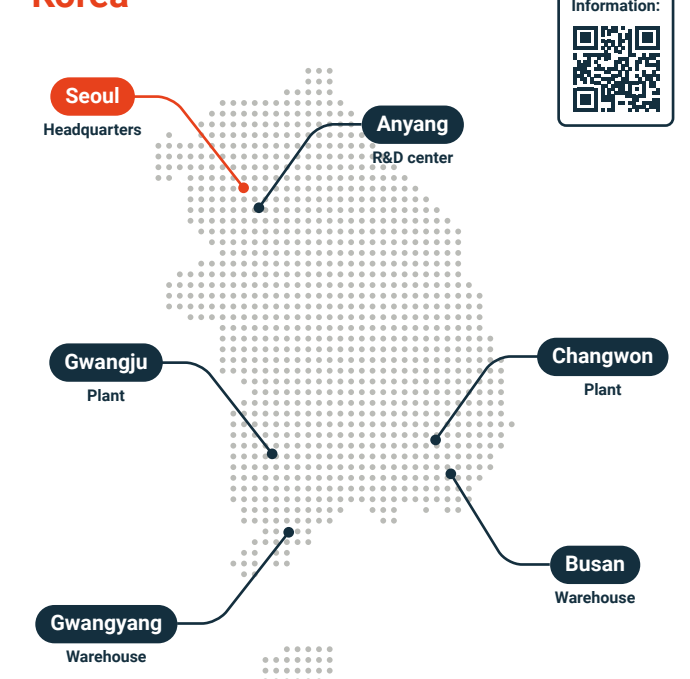 Korea
Information:
Seoul
Headquarters
Anyang
R&D center
Gwangju
Plant
Changwon
Plant
Busan
Warehouse
Gwangyang
Warehouse